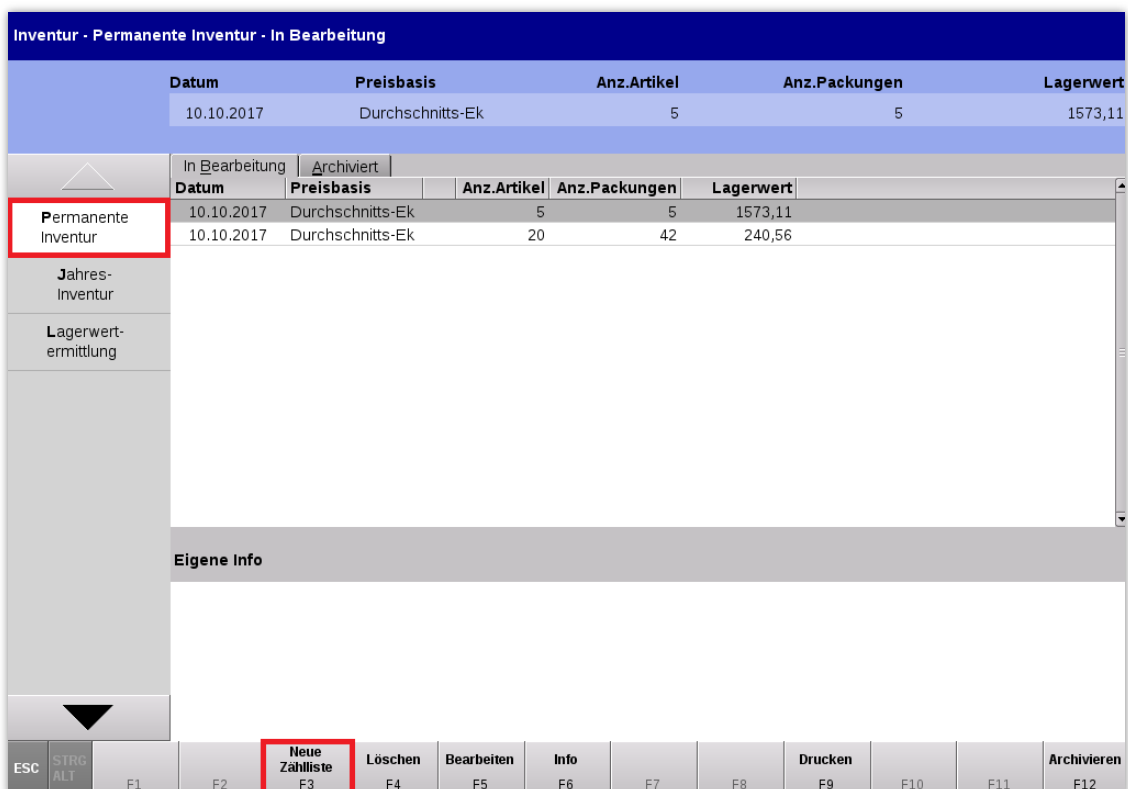 Inventur - Permanente Inventur - In Bearbeitung
Datum Preisbasis Anz.Artikel Anz.Packungen Lagerwert
10.10.2017 Durchschnitts-Ek 5 5 1573,11
In Bearbeitung Archiviert
Datum Preisbasis Anz.Artikel Anz.Packungen Lagerwert
10.10.2017 Durchschnitts-Ek 5 5 1573,11
10.10.2017 Durchschnitts-Ek 20 42 240,56
Permanente
Inventur
Jahres-
Inventur
Lagerwert-
ermittlung
Eigene Info
ESC
STRG
ALT
F1
F2
Neue
Zählliste
F3
Löschen
F4
Bearbeiten
F5
Info
F6
F7
F8
Drucken
F9
F10
F11
Archivieren
F12